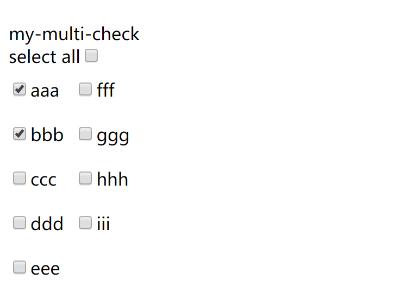 my-multi-check
select all
aaa fff
bbb ggg
ccc hhh
ddd iii
eee